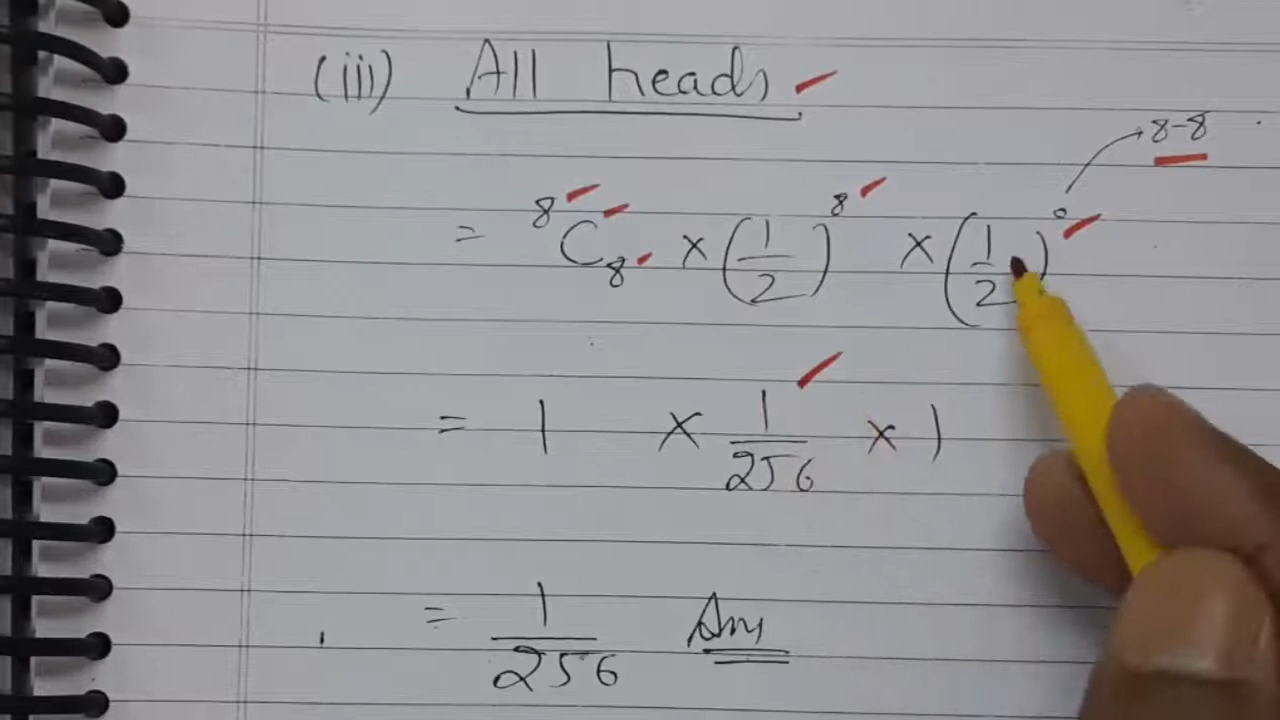 (iii) All heads
8-8
= ⁸C₈ × (1/2)⁸ × (1/2)⁰
= 1 × 1/256 × 1
= 1/256 Ans